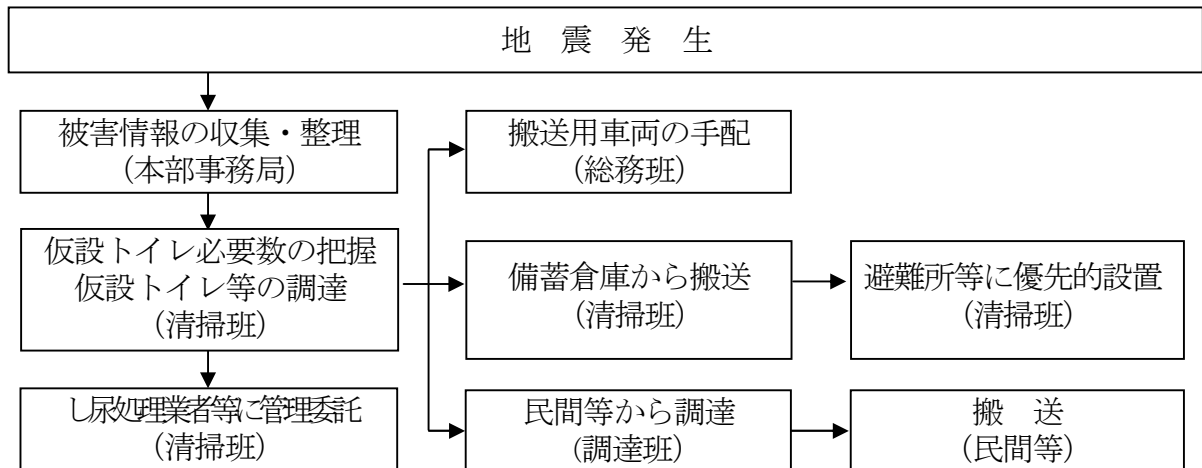 地 震 発 生
被害情報の収集・整理
(本部事務局)
搬送用車両の手配
(総務班)
仮設トイレ必要数の把握
仮設トイレ等の調達
(清掃班)
備蓄倉庫から搬送
(清掃班)
避難所等に優先的設置
(清掃班)
し尿処理業者等に管理委託
(清掃班)
民間等から調達
(調達班)
搬 送
(民間等)